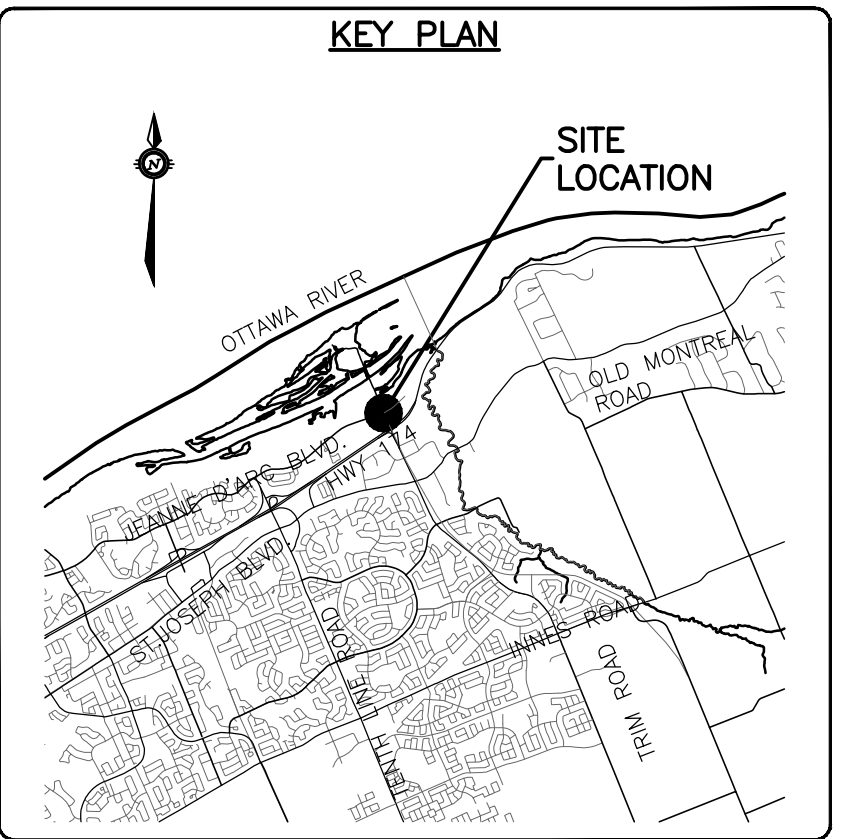 KEY PLAN
SITE
LOCATION
N
OTTAWA RIVER
OLD MONTREAL
ROAD
JEANNE D'ARC BLVD.
HWY 174
ST.JOSEPH BLVD.
INNES ROAD
TENTH LINE ROAD
TRIM ROAD